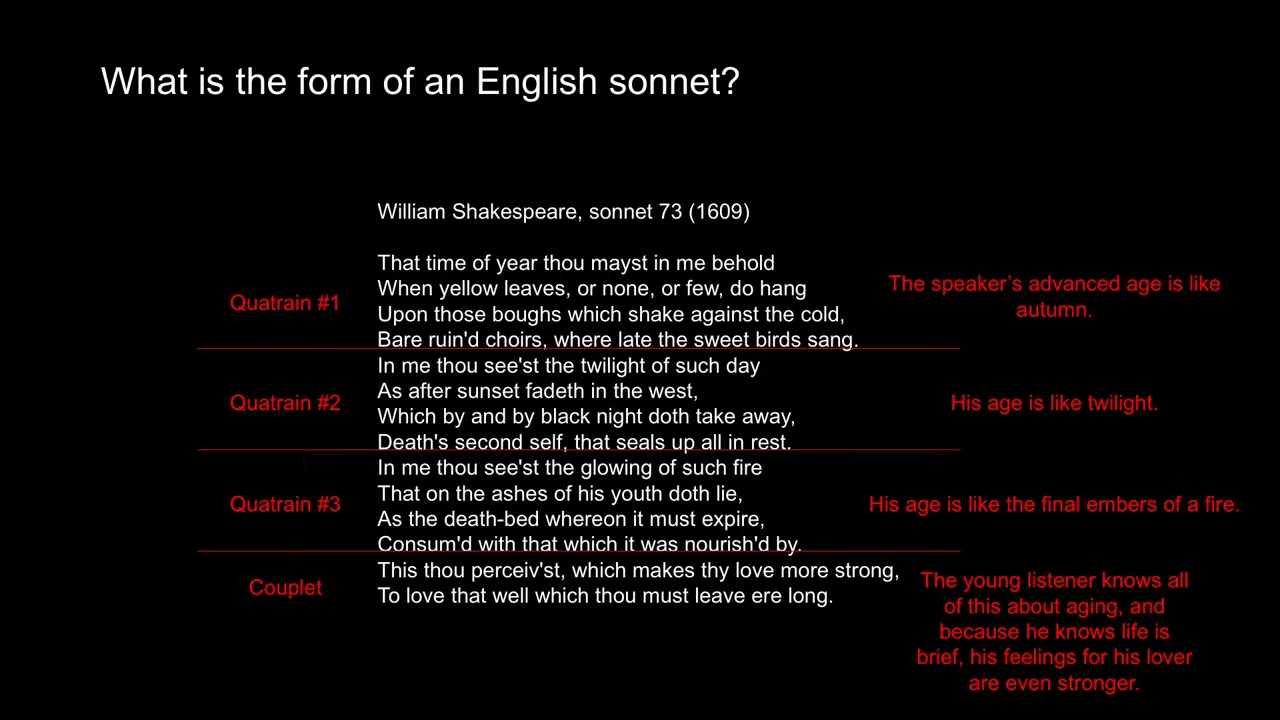 What is the form of an English sonnet?
William Shakespeare, sonnet 73 (1609)
Quatrain #1
That time of year thou mayst in me behold
When yellow leaves, or none, or few, do hang
Upon those boughs which shake against the cold,
Bare ruin'd choirs, where late the sweet birds sang.
The speaker’s advanced age is like
autumn.
Quatrain #2
In me thou see'st the twilight of such day
As after sunset fadeth in the west,
Which by and by black night doth take away,
Death's second self, that seals up all in rest.
His age is like twilight.
Quatrain #3
In me thou see'st the glowing of such fire
That on the ashes of his youth doth lie,
As the death-bed whereon it must expire,
Consum'd with that which it was nourish'd by.
His age is like the final embers of a fire.
Couplet
This thou perceiv'st, which makes thy love more strong,
To love that well which thou must leave ere long.
The young listener knows all
of this about aging, and
because he knows life is
brief, his feelings for his lover
are even stronger.